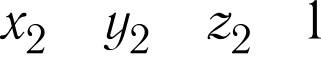 x₂ y₂ z₂ 1